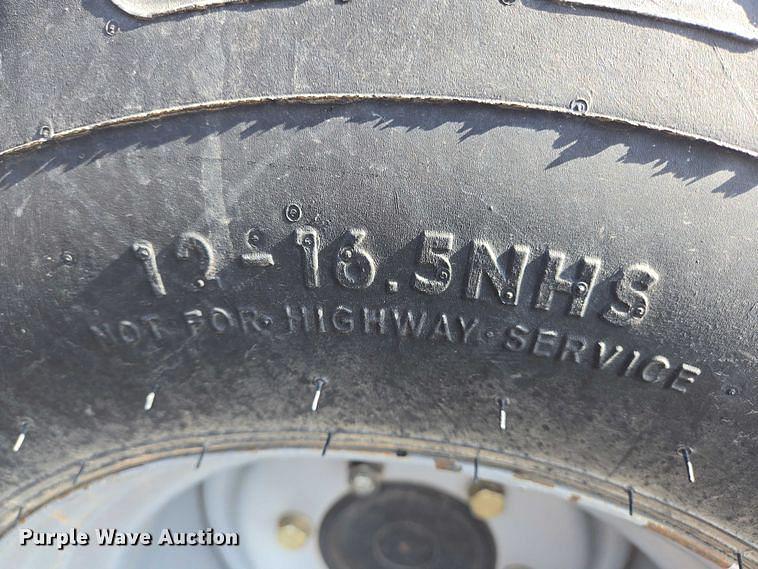 12-16.5NHS
NOT FOR HIGHWAY SERVICE
Purple Wave Auction